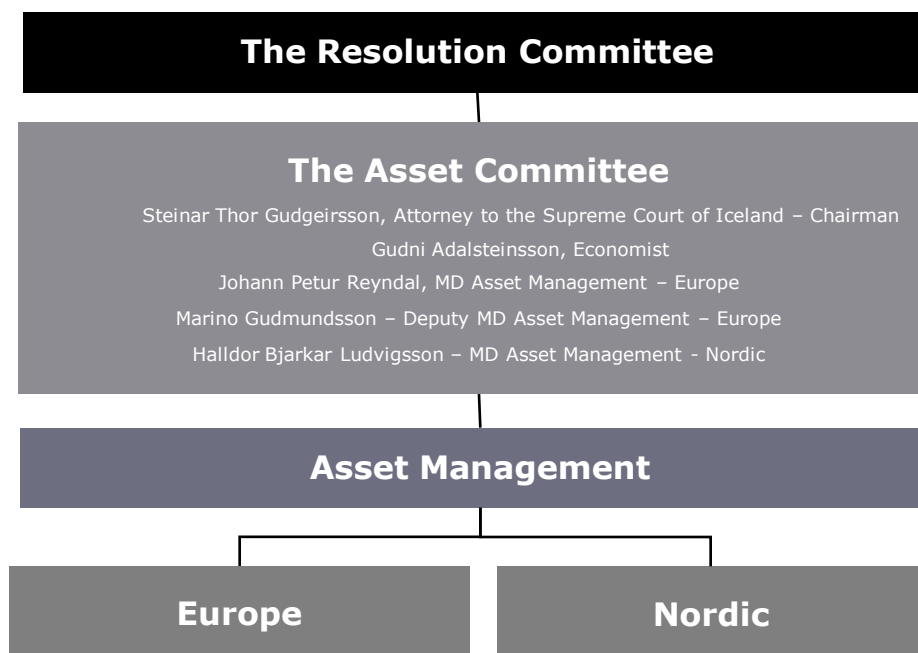 The Resolution Committee
The Asset Committee
Steinar Thor Gudgeirsson, Attorney to the Supreme Court of Iceland – Chairman
Gudni Adalsteinsson, Economist
Johann Petur Reyndal, MD Asset Management – Europe
Marino Gudmundsson – Deputy MD Asset Management – Europe
Halldor Bjarkar Ludvigsson – MD Asset Management - Nordic
Asset Management
Europe
Nordic